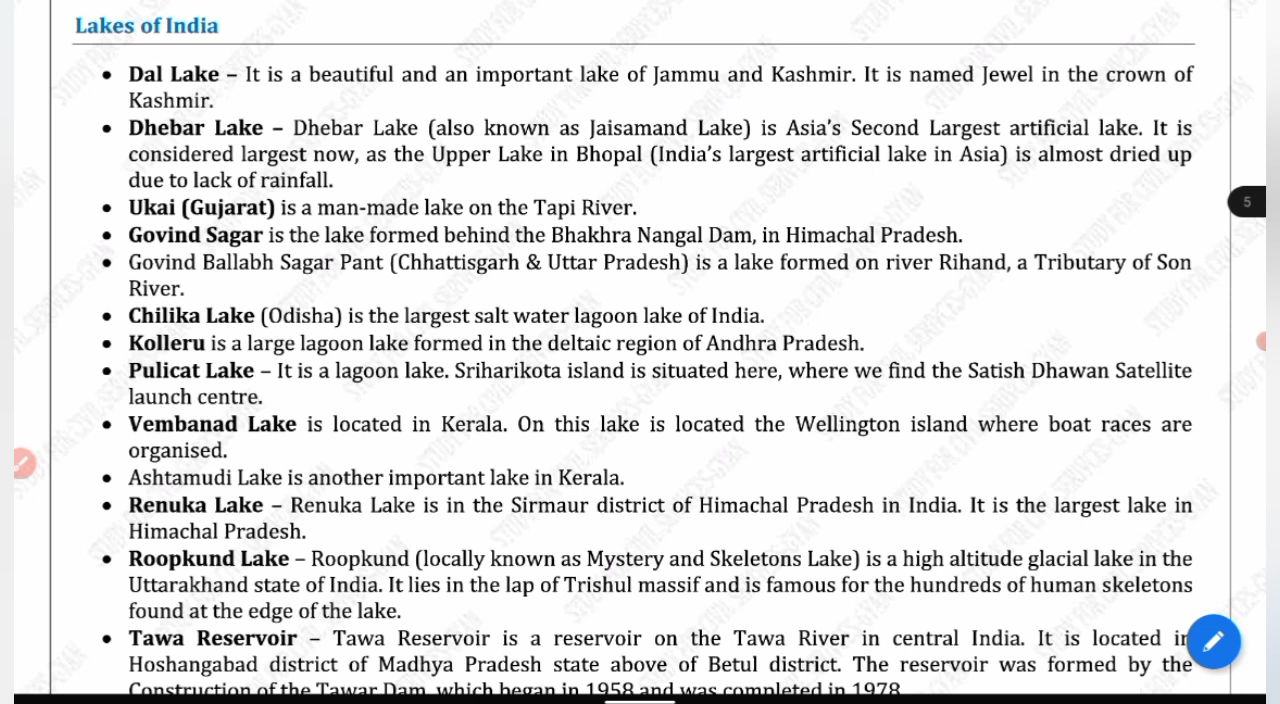 Lakes of India
• Dal Lake – It is a beautiful and an important lake of Jammu and Kashmir. It is named Jewel in the crown of
Kashmir.
• Dhebar Lake – Dhebar Lake (also known as Jaisamand Lake) is Asia's Second Largest artificial lake. It is
considered largest now, as the Upper Lake in Bhopal (India's largest artificial lake in Asia) is almost dried up
due to lack of rainfall.
• Ukai (Gujarat) is a man-made lake on the Tapi River.
5
• Govind Sagar is the lake formed behind the Bhakhra Nangal Dam, in Himachal Pradesh.
• Govind Ballabh Sagar Pant (Chhattisgarh & Uttar Pradesh) is a lake formed on river Rihand, a Tributary of Son
River.
• Chilika Lake (Odisha) is the largest salt water lagoon lake of India.
• Kolleru is a large lagoon lake formed in the deltaic region of Andhra Pradesh.
• Pulicat Lake – It is a lagoon lake. Sriharikota island is situated here, where we find the Satish Dhawan Satellite
launch centre.
• Vembanad Lake is located in Kerala. On this lake is located the Wellington island where boat races are
organised.
• Ashtamudi Lake is another important lake in Kerala.
• Renuka Lake – Renuka Lake is in the Sirmaur district of Himachal Pradesh in India. It is the largest lake in
Himachal Pradesh.
• Roopkund Lake – Roopkund (locally known as Mystery and Skeletons Lake) is a high altitude glacial lake in the
Uttarakhand state of India. It lies in the lap of Trishul massif and is famous for the hundreds of human skeletons
found at the edge of the lake.
• Tawa Reservoir – Tawa Reservoir is a reservoir on the Tawa River in central India. It is located in
Hoshangabad district of Madhya Pradesh state above of Betul district. The reservoir was formed by the
Construction of the Tawar Dam, which began in 1958 and was completed in 1978